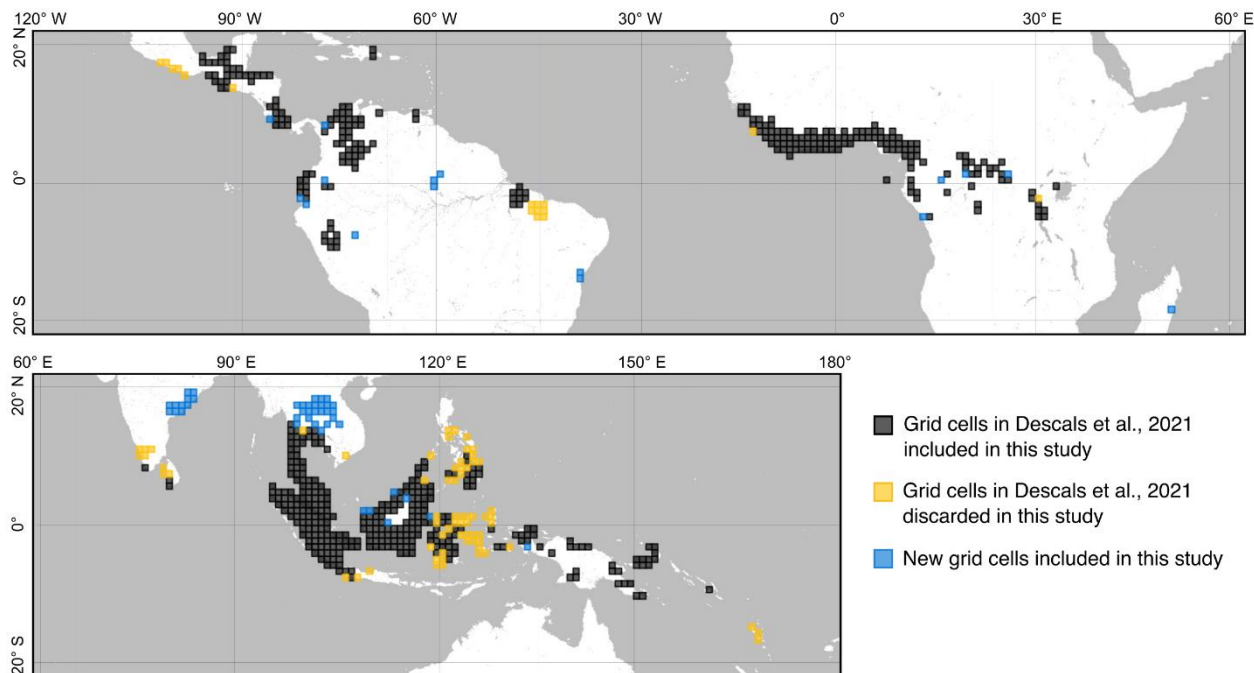 120° W 90° W 60° W 30° W 0° 30° E 60° E
20° N
0°
20° S
60° E 90° E 120° E 150° E 180°
20° N
0°
20° S
Grid cells in Descals et al., 2021
included in this study
Grid cells in Descals et al., 2021
discarded in this study
New grid cells included in this study